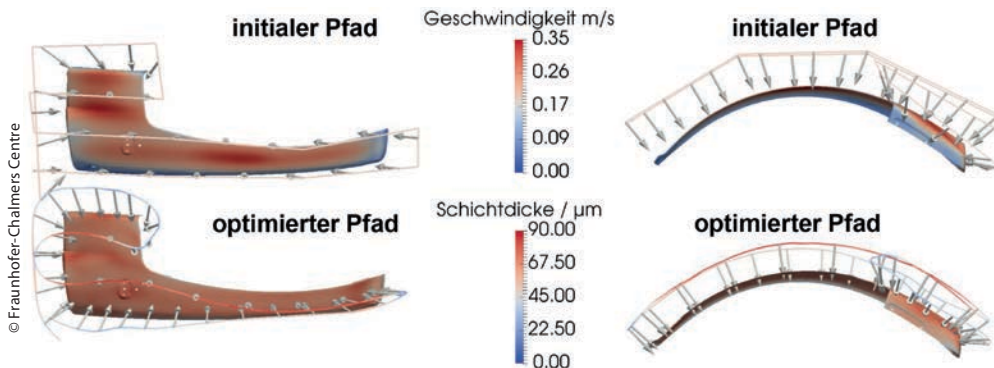 © Fraunhofer-Chalmers Centre
initialer Pfad
Geschwindigkeit m/s
0.35
0.26
0.17
0.09
0.00
initialer Pfad
optimierter Pfad
Schichtdicke / µm
90.00
67.50
45.00
22.50
0.00
optimierter Pfad